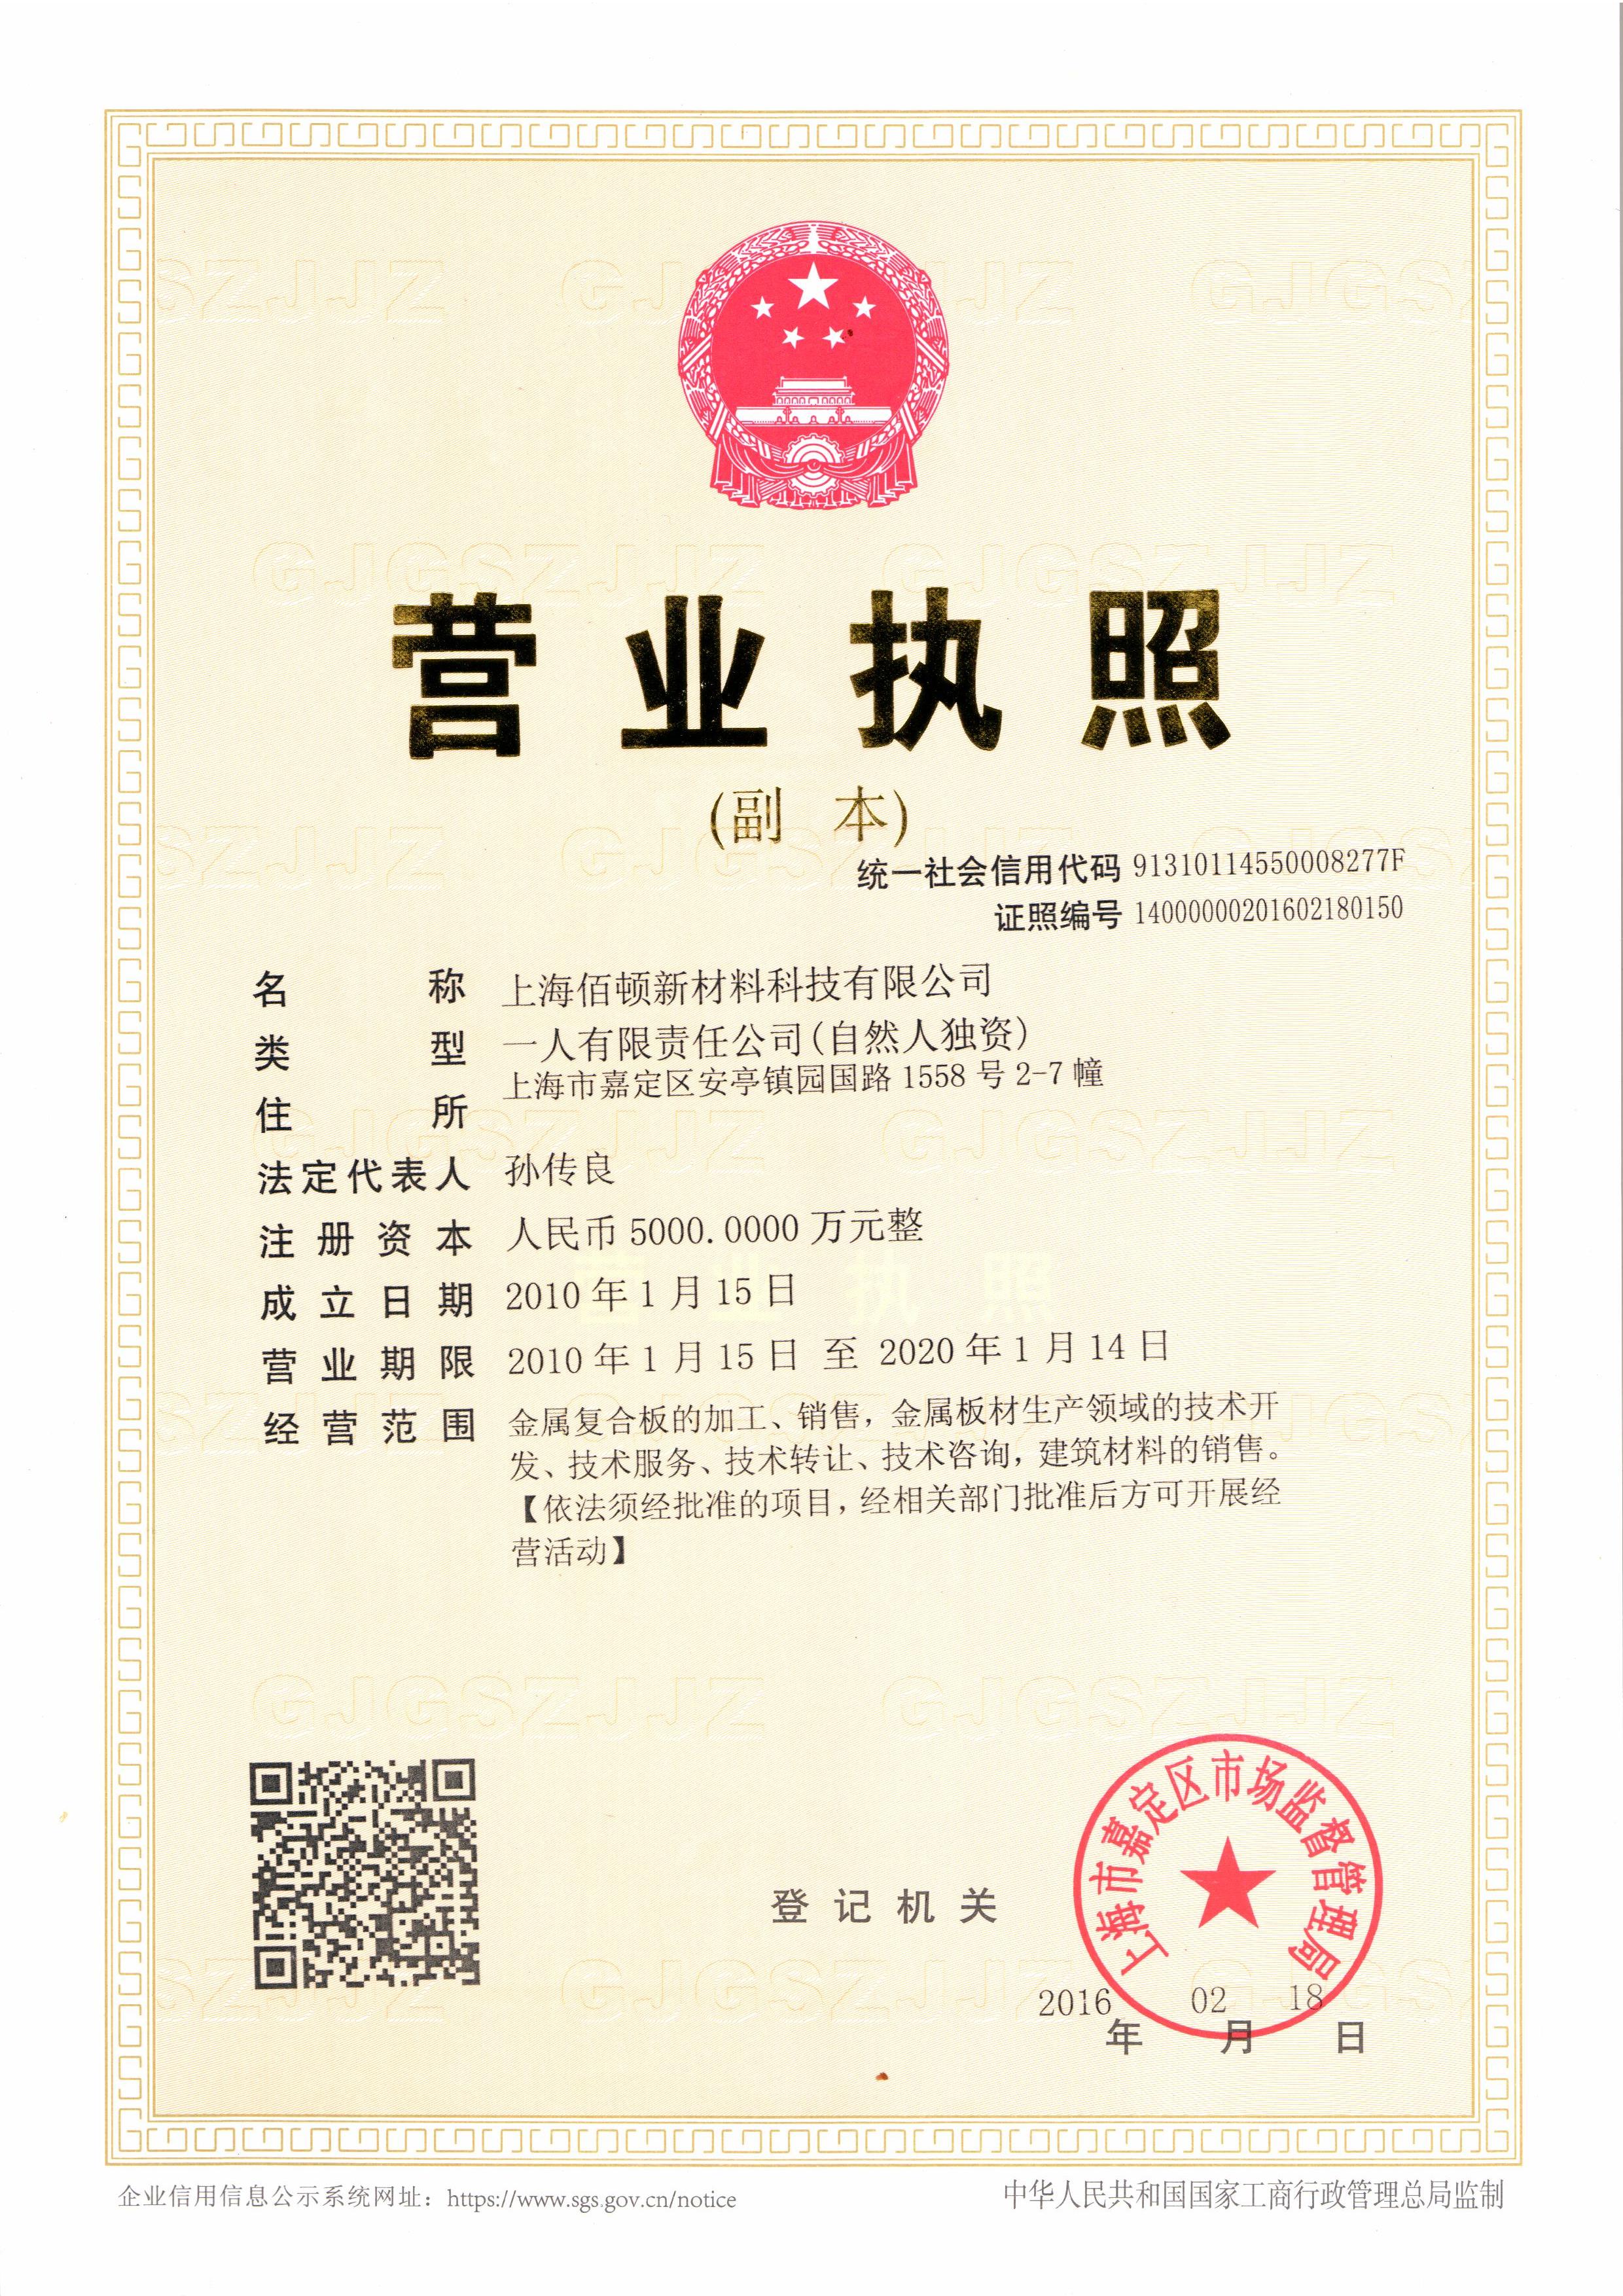 营业执照
(副 本)
统一社会信用代码 91310114550008277F
证照编号 14000000201602180150
名 称 上海佰顿新材料科技有限公司
类 型 一人有限责任公司(自然人独资)
住 所 上海市嘉定区安亭镇园国路 1558 号 2-7 幢
法定代表人 孙传良
注 册 资 本 人民币 5000.0000 万元整
成 立 日 期 2010 年 1 月 15 日
营 业 期 限 2010 年 1 月 15 日 至 2020 年 1 月 14 日
经 营 范 围 金属复合板的加工、销售，金属板材生产领域的技术开
发、技术服务、技术转让、技术咨询，建筑材料的销售。
【依法须经批准的项目，经相关部门批准后方可开展经
营活动】
登 记 机 关
上海市嘉定区市场监督管理局
2016 年 02 月 18 日
企业信用信息公示系统网址：https://www.sgs.gov.cn/notice
中华人民共和国国家工商行政管理总局监制